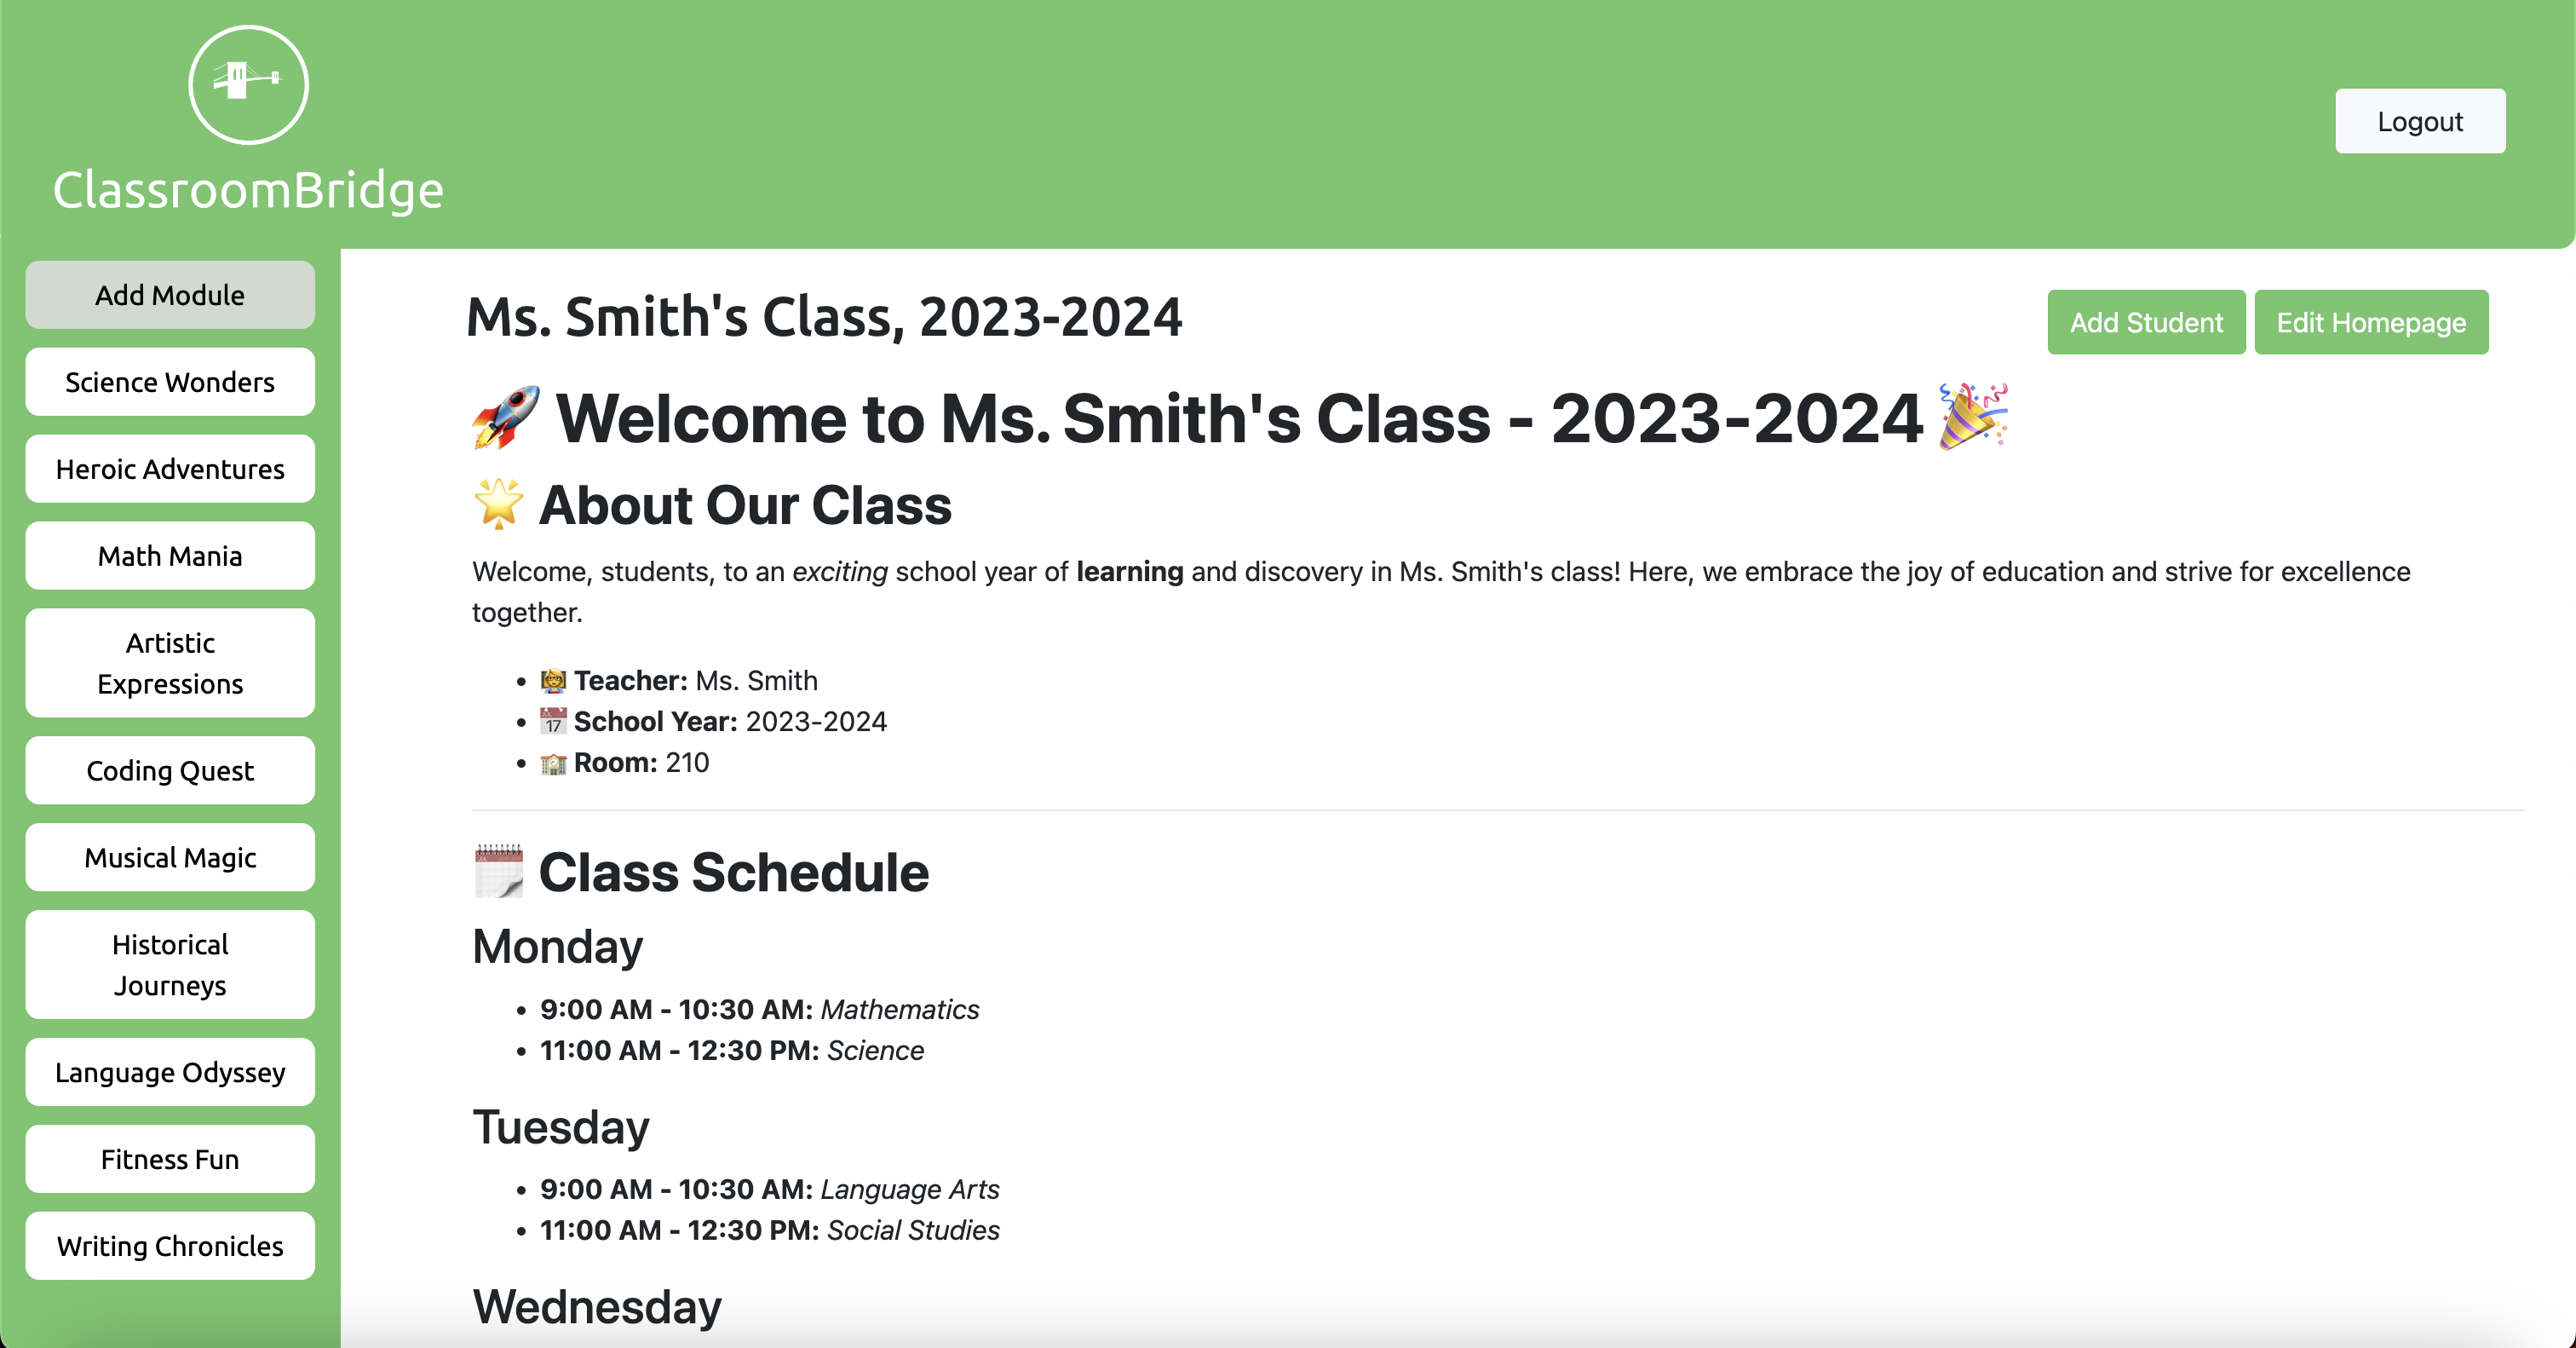 ClassroomBridge
Logout
Add Module
Science Wonders
Heroic Adventures
Math Mania
Artistic
Expressions
Coding Quest
Musical Magic
Historical
Journeys
Language Odyssey
Fitness Fun
Writing Chronicles
Ms. Smith's Class, 2023-2024
Add Student
Edit Homepage
🚀 Welcome to Ms. Smith's Class - 2023-2024 🎉
🌟 About Our Class
Welcome, students, to an exciting school year of learning and discovery in Ms. Smith's class! Here, we embrace the joy of education and strive for excellence
together.
• 👩‍🏫 Teacher: Ms. Smith
• 📅 School Year: 2023-2024
• 🏫 Room: 210
🗓️ Class Schedule
Monday
• 9:00 AM - 10:30 AM: Mathematics
• 11:00 AM - 12:30 PM: Science
Tuesday
• 9:00 AM - 10:30 AM: Language Arts
• 11:00 AM - 12:30 PM: Social Studies
Wednesday